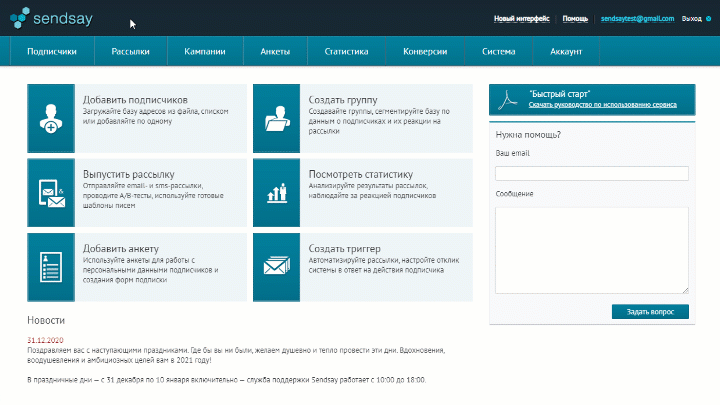 sendsay
Новый интерфейс
Помощь
sendsaytest@gmail.com
Выход
Подписчики
Рассылки
Кампании
Анкеты
Статистика
Конверсии
Система
Аккаунт
Добавить подписчиков
Загружайте базу адресов из файла, списком
или добавляйте по одному
Создать группу
Создавайте группы, сегментируйте базу по
данным о подписчиках и их реакции на
рассылки
Выпустить рассылку
Отправляйте email- и sms-рассылки,
проводите A/B-тесты, используйте готовые
шаблоны писем
Посмотреть статистику
Анализируйте результаты рассылок,
наблюдайте за реакцией подписчиков
Добавить анкету
Используйте анкеты для работы с
персональными данными подписчиков и
создания форм подписки
Создать триггер
Автоматизируйте рассылки, настройте отклик
системы в ответ на действия подписчика
"Быстрый старт"
Скачать руководство по использованию сервиса
Нужна помощь?
Ваш email
Сообщение
Задать вопрос
Новости
31.12.2020
Поздравляем вас с наступающими праздниками. Где бы вы ни были, желаем душевно и тепло провести эти дни. Вдохновения,
воодушевления и амбициозных целей вам в 2021 году!
В праздничные дни — с 31 декабря по 10 января включительно — служба поддержки Sendsay работает с 10:00 до 18:00.